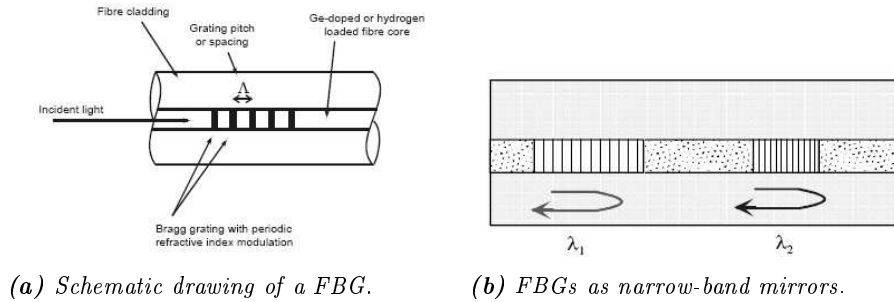 Fibre cladding
Grating pitch
or spacing
Ge-doped or hydrogen
loaded fibre core
Λ
Incident light
Bragg grating with periodic
refractive index modulation
(a) Schematic drawing of a FBG.
λ1
λ2
(b) FBGs as narrow-band mirrors.